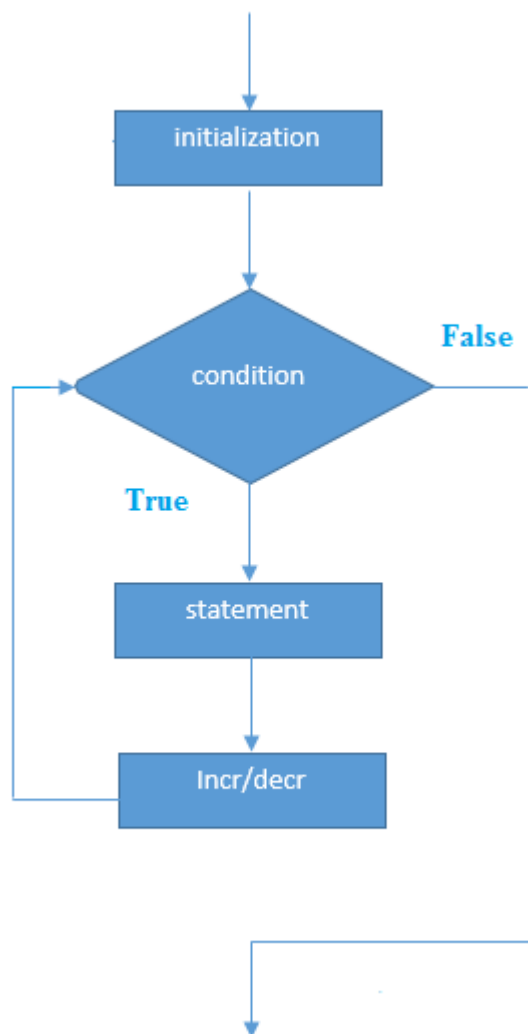 initialization
False
condition
True
statement
Incr/decr